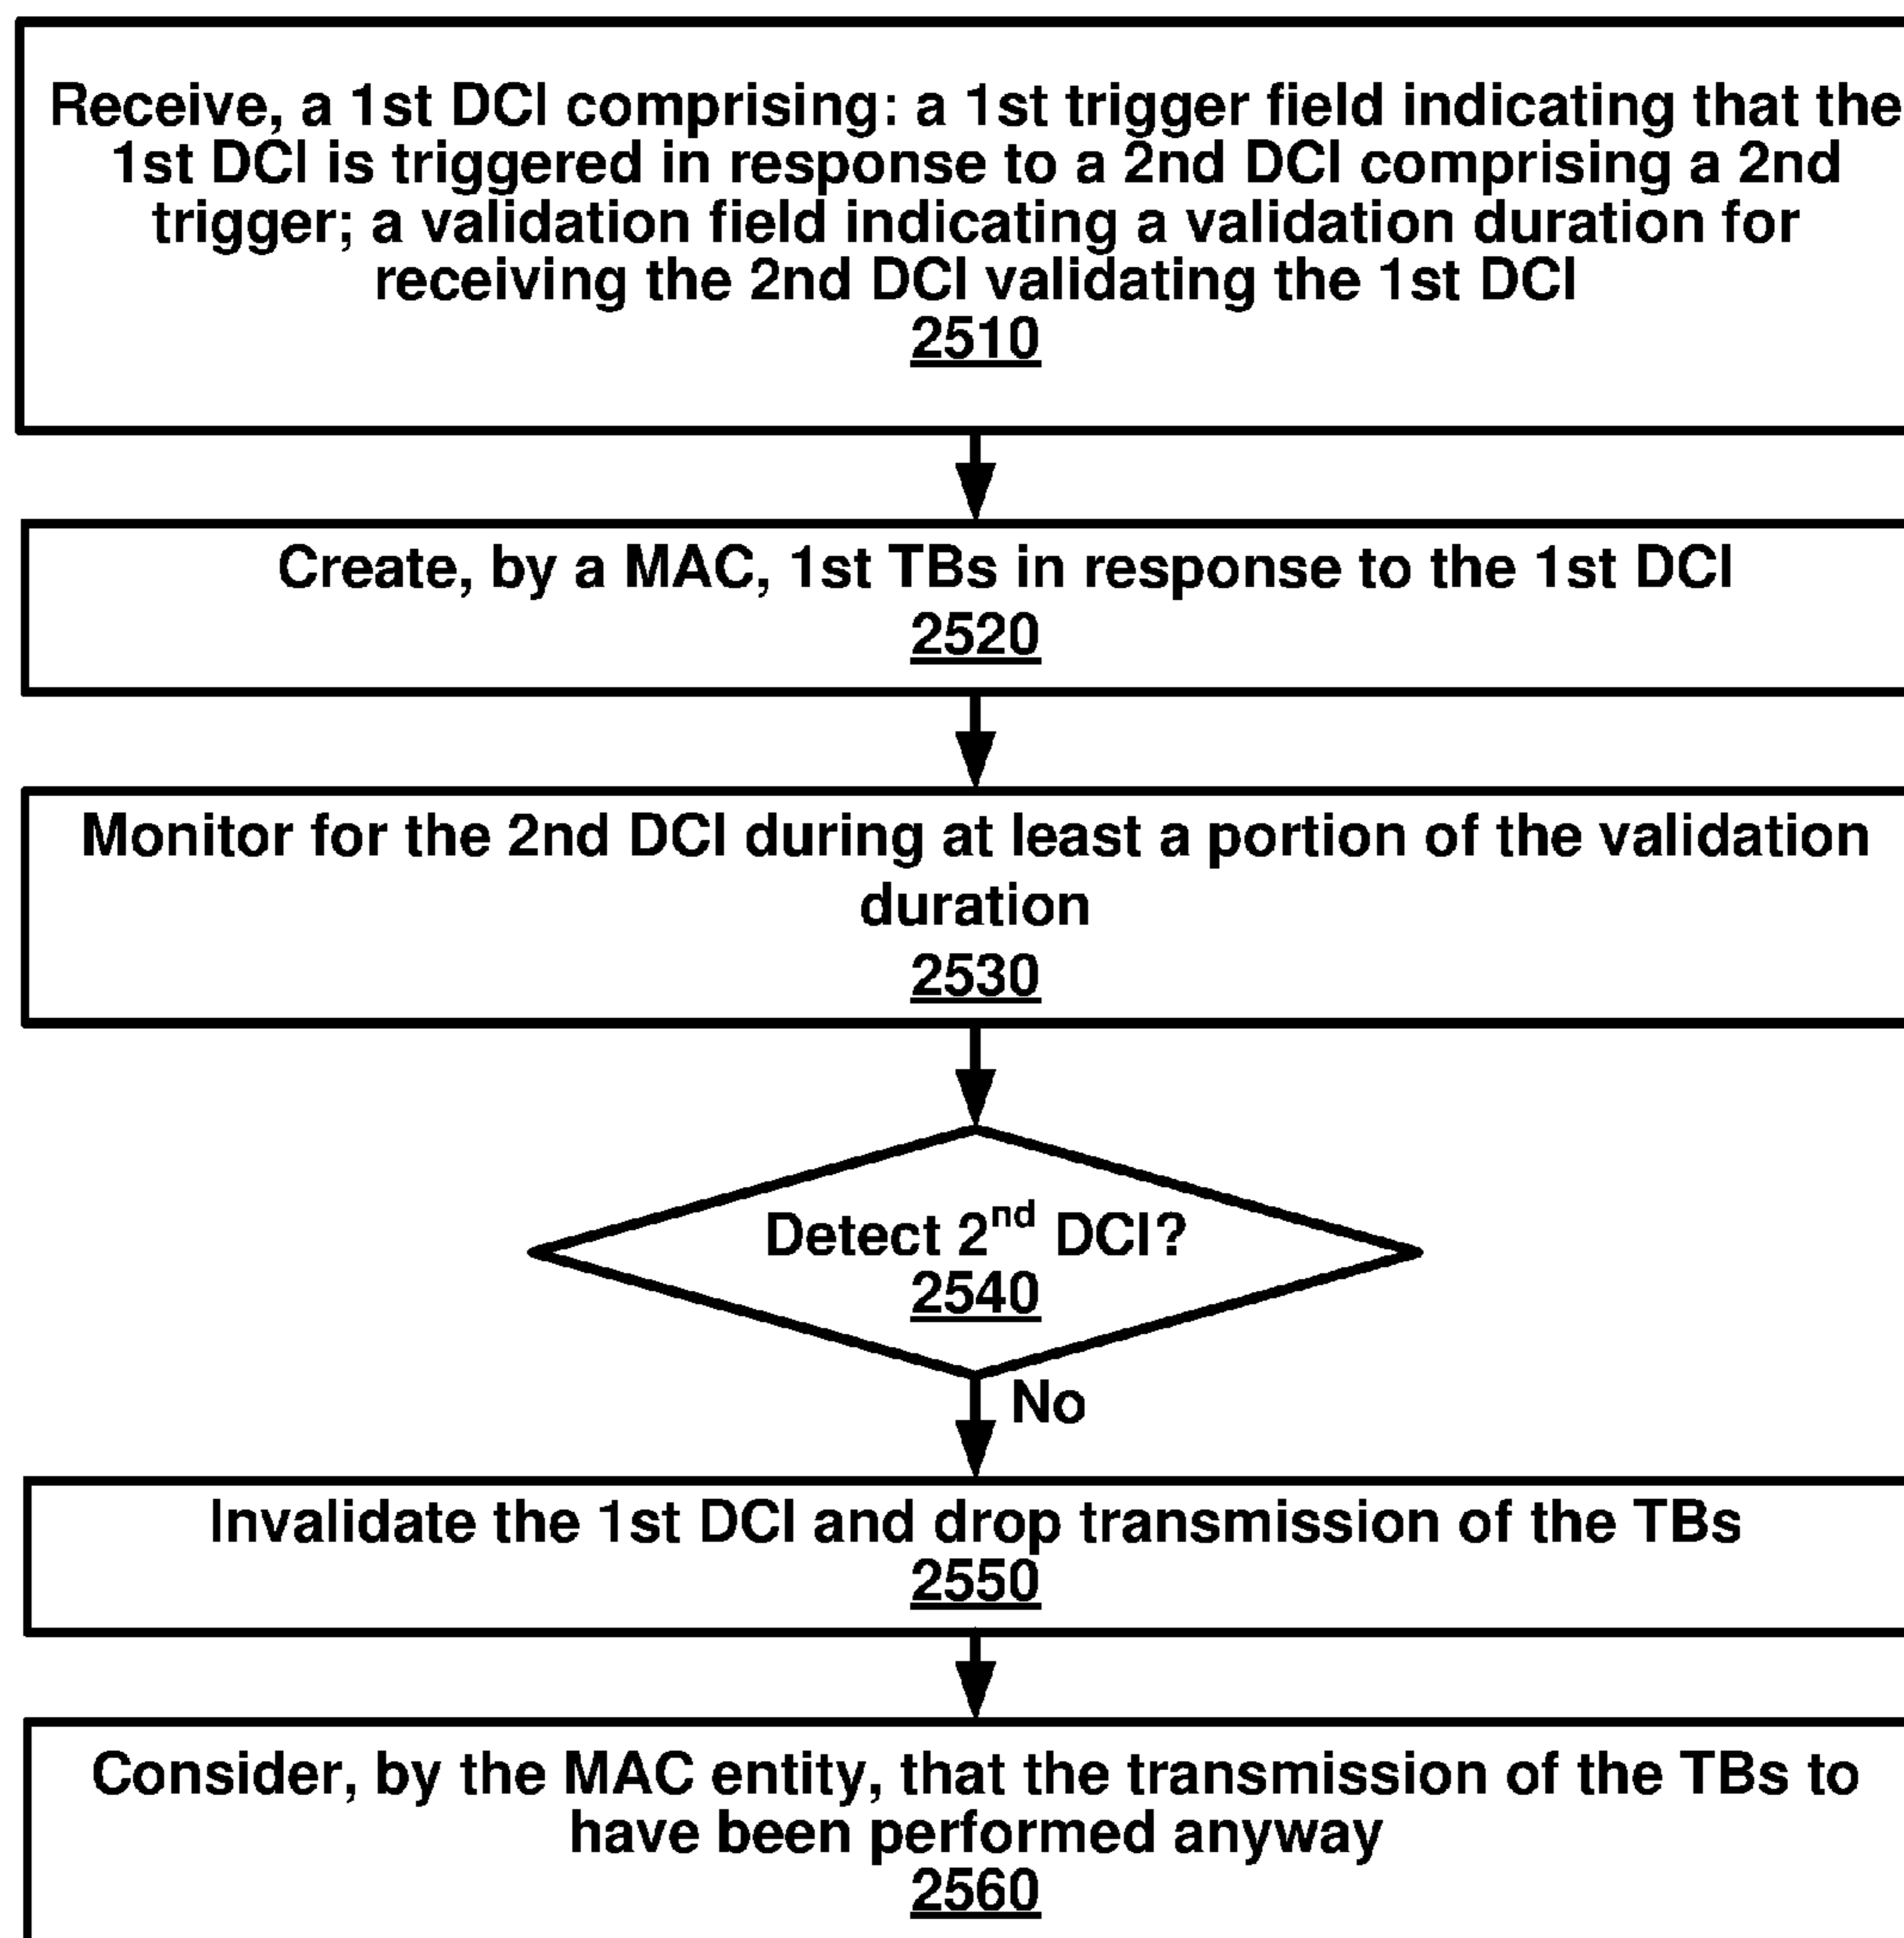 Receive, a 1st DCI comprising: a 1st trigger field indicating that the
1st DCI is triggered in response to a 2nd DCI comprising a 2nd
trigger; a validation field indicating a validation duration for
receiving the 2nd DCI validating the 1st DCI
2510
Create, by a MAC, 1st TBs in response to the 1st DCI
2520
Monitor for the 2nd DCI during at least a portion of the validation
duration
2530
Detect 2nd DCI?
2540
No
Invalidate the 1st DCI and drop transmission of the TBs
2550
Consider, by the MAC entity, that the transmission of the TBs to
have been performed anyway
2560